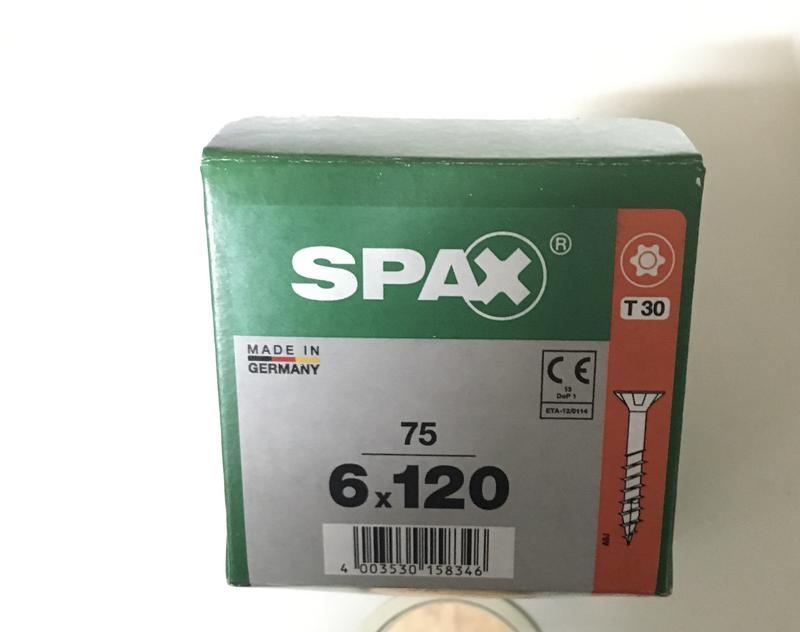 SPAX®
T 30
MADE IN
GERMANY
CE
13
DoP 1
ETA-12/0114
75
6x120
4 003530 158346